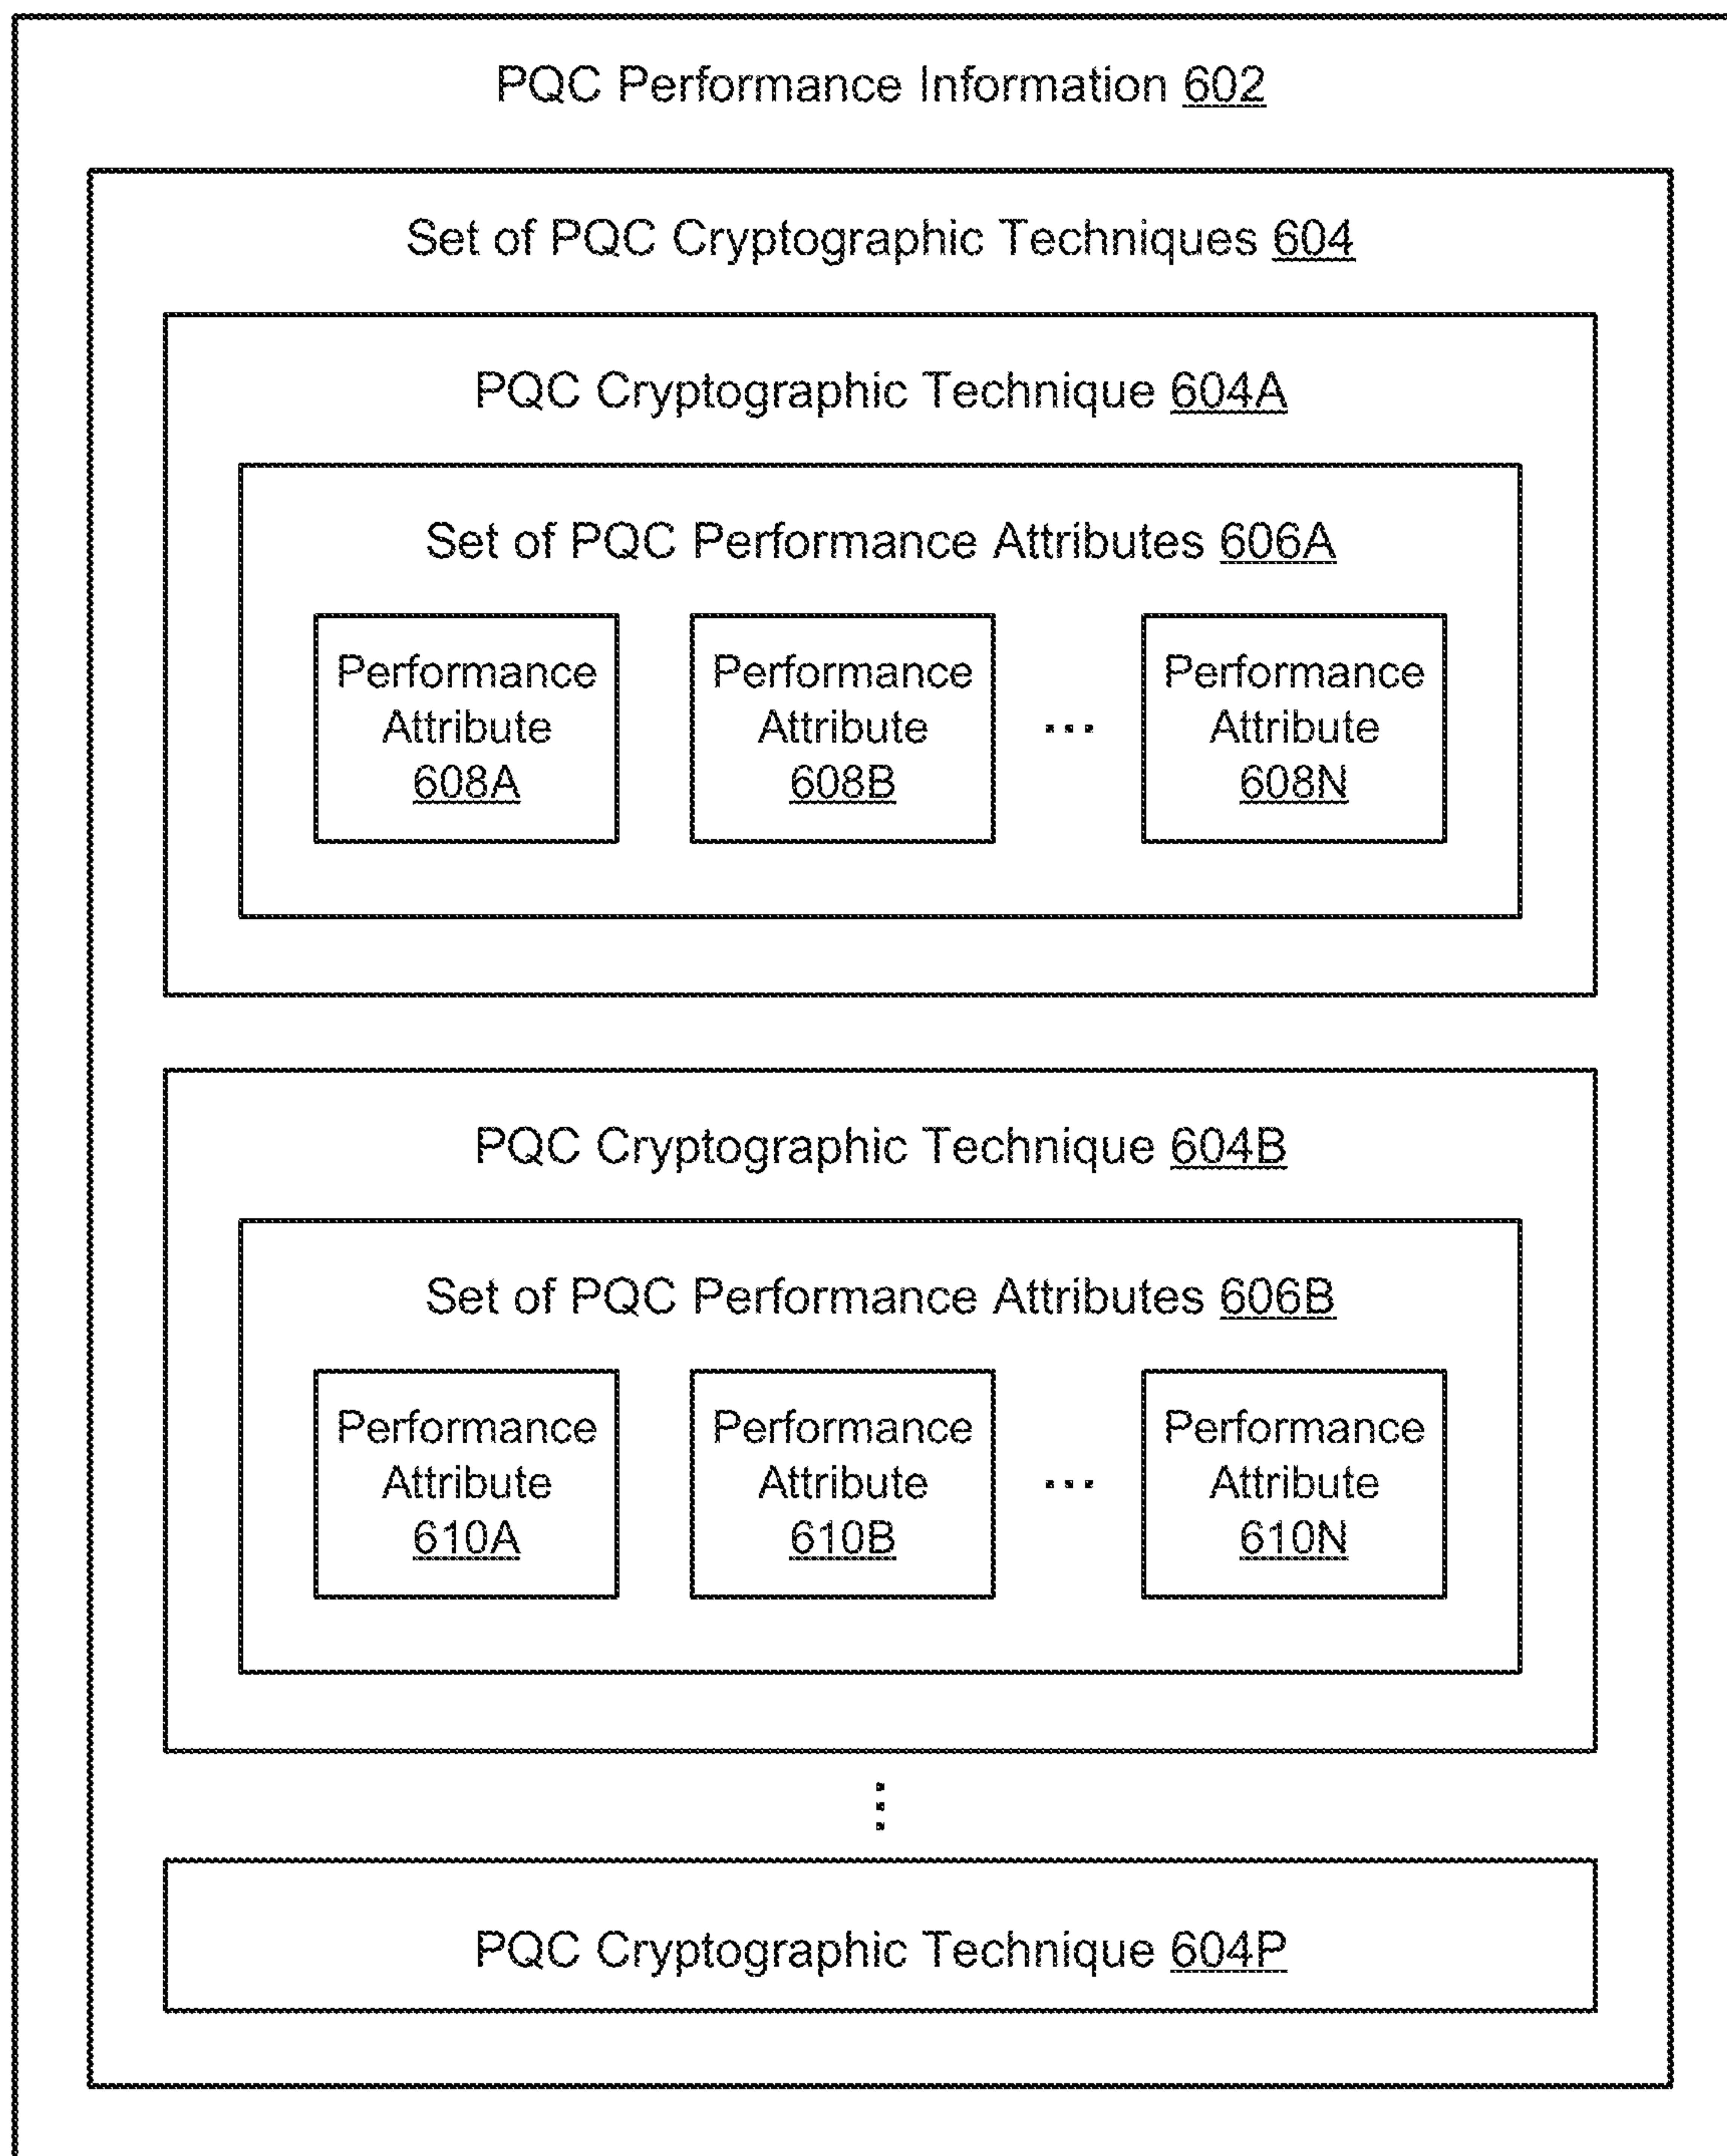 PQC Performance Information 602
Set of PQC Cryptographic Techniques 604
PQC Cryptographic Technique 604A
Set of PQC Performance Attributes 606A
Performance
Attribute
608A
Performance
Attribute
608B
...
Performance
Attribute
608N
PQC Cryptographic Technique 604B
Set of PQC Performance Attributes 606B
Performance
Attribute
610A
Performance
Attribute
610B
...
Performance
Attribute
610N
...
PQC Cryptographic Technique 604P